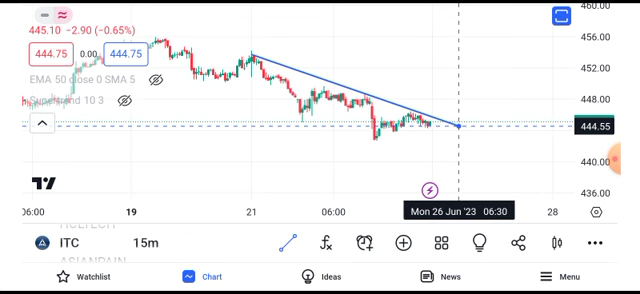 460.00
445.10 −2.90 (−0.65%)
456.00
444.75 0.00 444.75
452.00
EMA 50 close 0 SMA 5
Supertrend 10 3
448.00
444.55
440.00
436.00
06:00 19 21 06:00 Mon 26 Jun '23 06:30 28
HCLTECH
ITC 15m
ASIANPAINT
Watchlist Chart Ideas News Menu